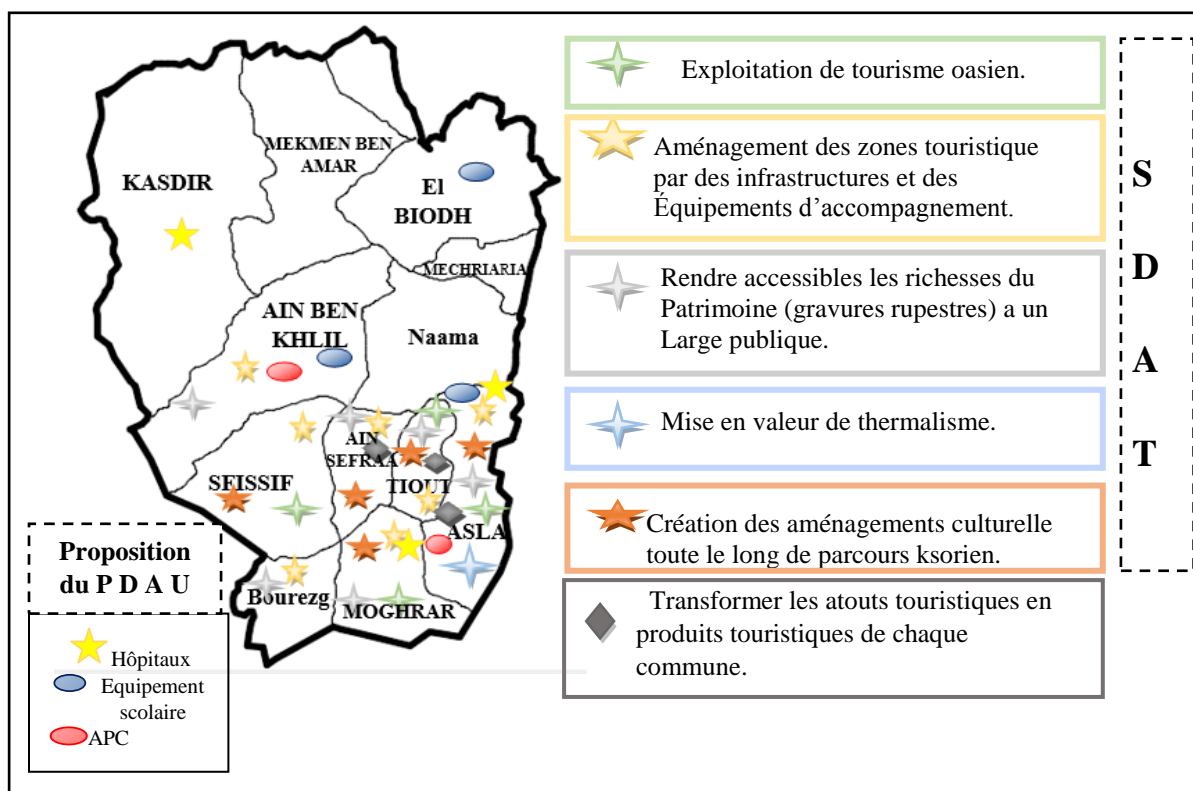 MEKMEN BEN
AMAR
KASDIR
El
BIODH
MECHRIARIA
AIN BEN
KHLIL
Naama
AIN
SEFRAA
TIOUT
SFISSIF
ASLA
Bourezg
MOGHRAR
Proposition
du P D A U
Hôpitaux
Equipement
scolaire
APC
Exploitation de tourisme oasien.
Aménagement des zones touristique
par des infrastructures et des
Équipements d’accompagnement.
Rendre accessibles les richesses du
Patrimoine (gravures rupestres) a un
Large publique.
Mise en valeur de thermalisme.
Création des aménagements culturelle
toute le long de parcours ksorien.
Transformer les atouts touristiques en
produits touristiques de chaque
commune.
S
D
A
T